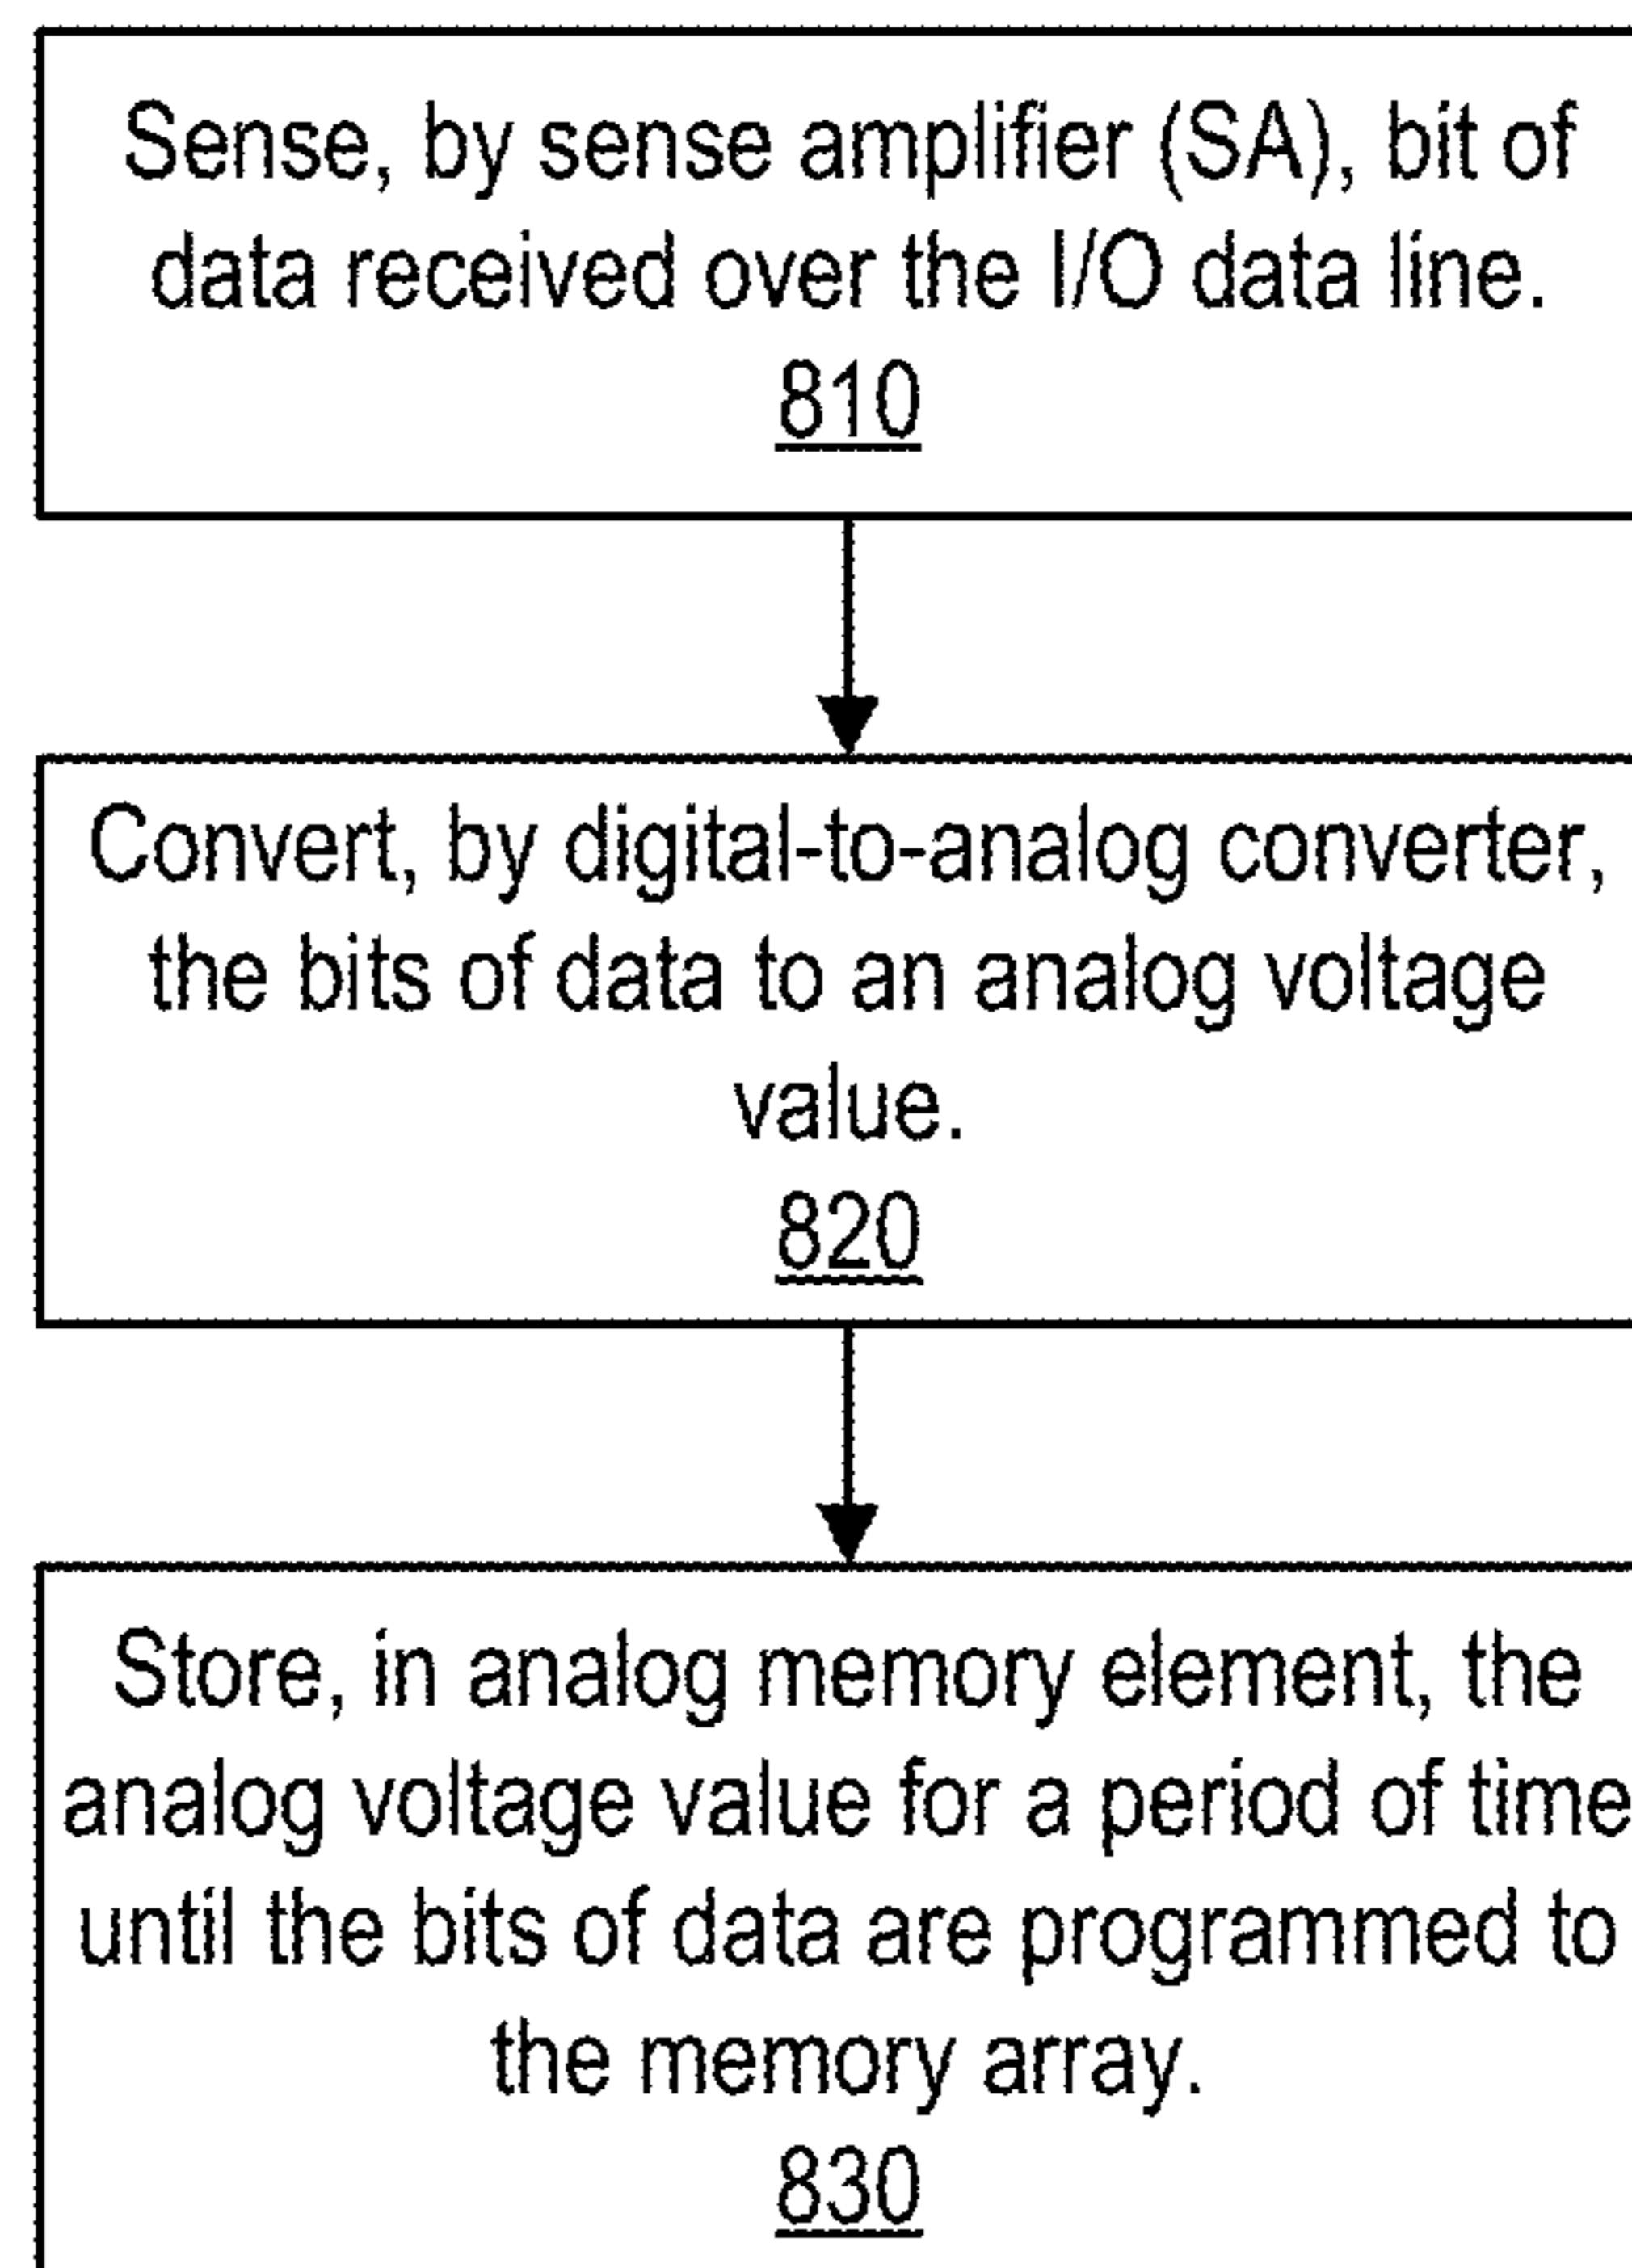 Sense, by sense amplifier (SA), bit of
data received over the I/O data line.
810
Convert, by digital-to-analog converter,
the bits of data to an analog voltage
value.
820
Store, in analog memory element, the
analog voltage value for a period of time
until the bits of data are programmed to
the memory array.
830